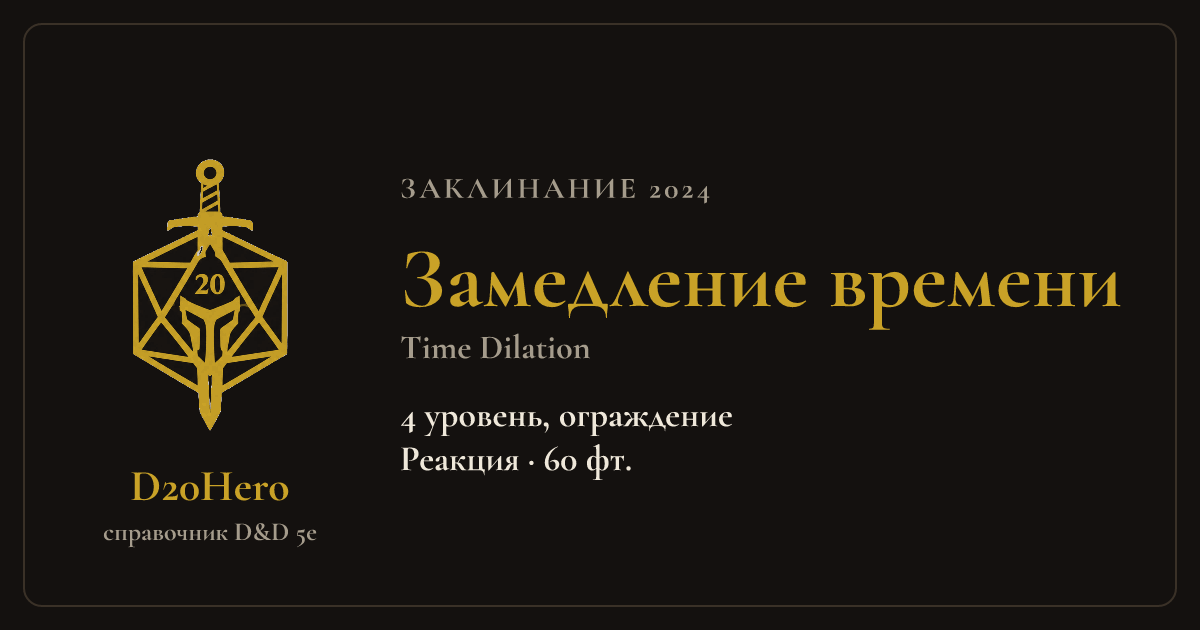 20
D20Hero
справочник D&D 5e
ЗАКЛИНАНИЕ 2024
Замедление времени
Time Dilation
4 уровень, ограждение
Реакция · 60 фт.